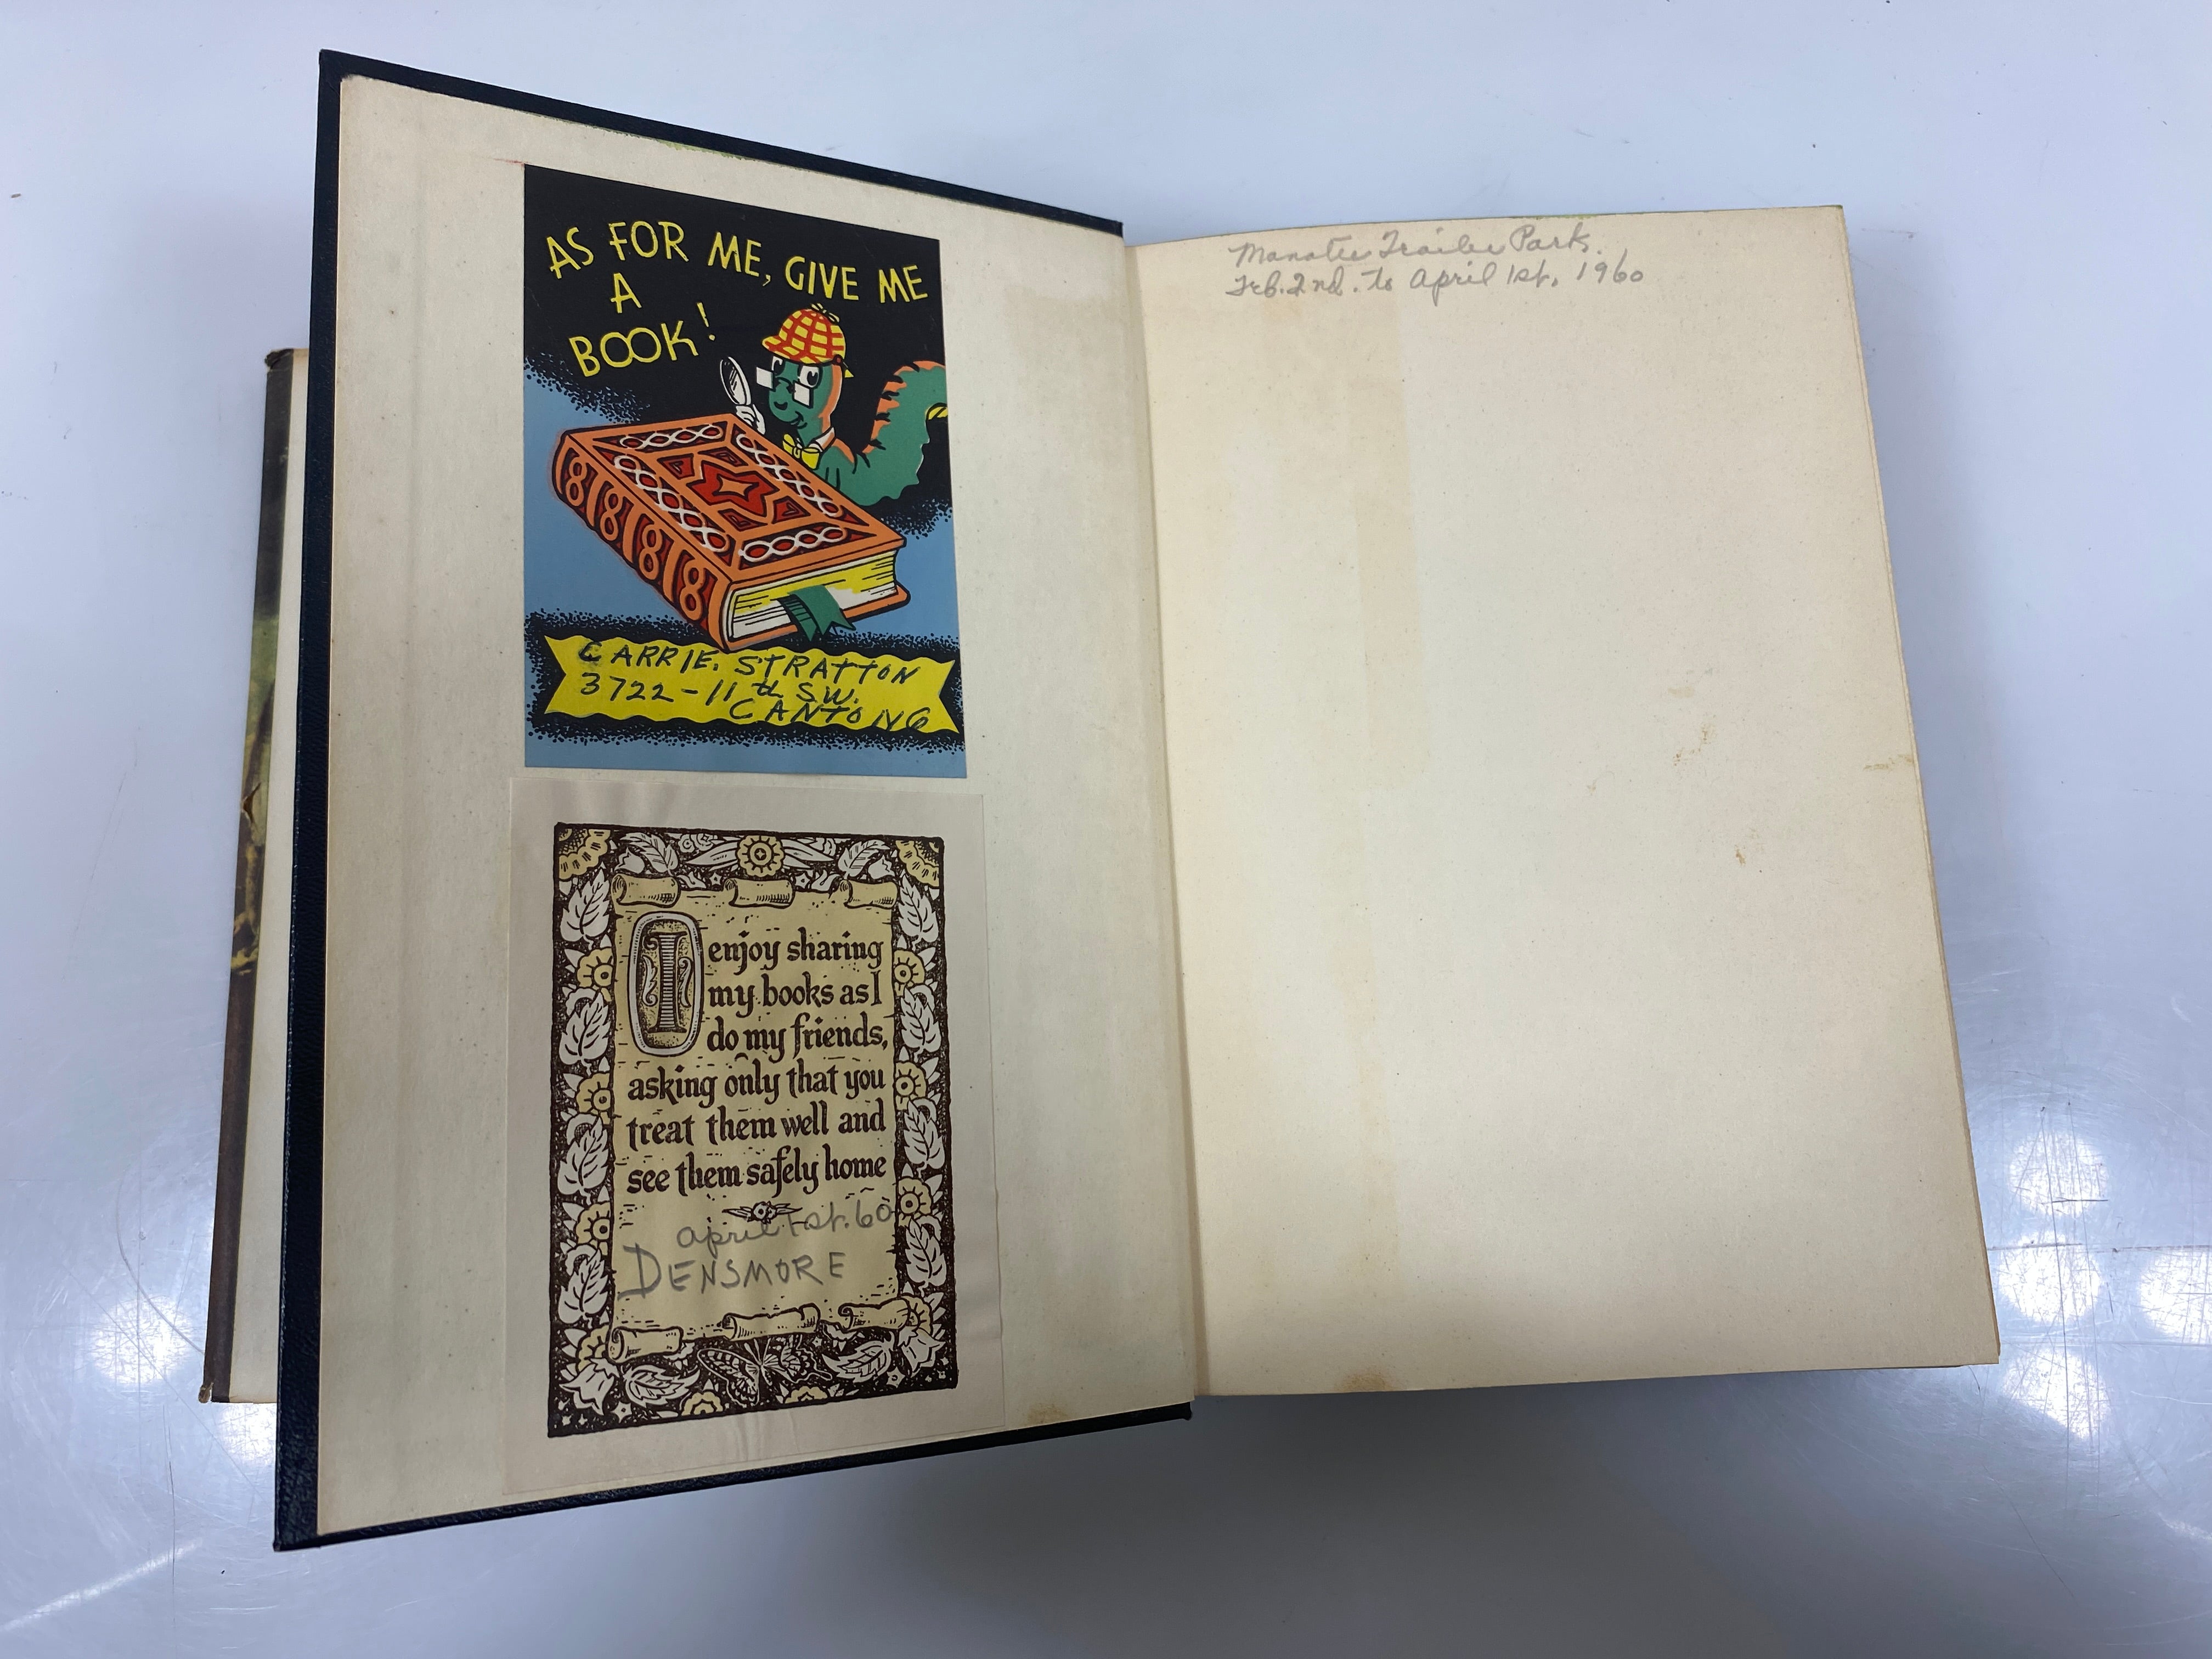 AS FOR ME, GIVE ME
A
BOOK!
CARRIE. STRATTON
3722-11th S.W.
CANTON 6
I enjoy sharing
my books as I
do my friends,
asking only that you
treat them well and
see them safely home
april 1st. 60
DENSMORE
Manatee Trailer Park.
Feb. 2nd. to April 1st, 1960